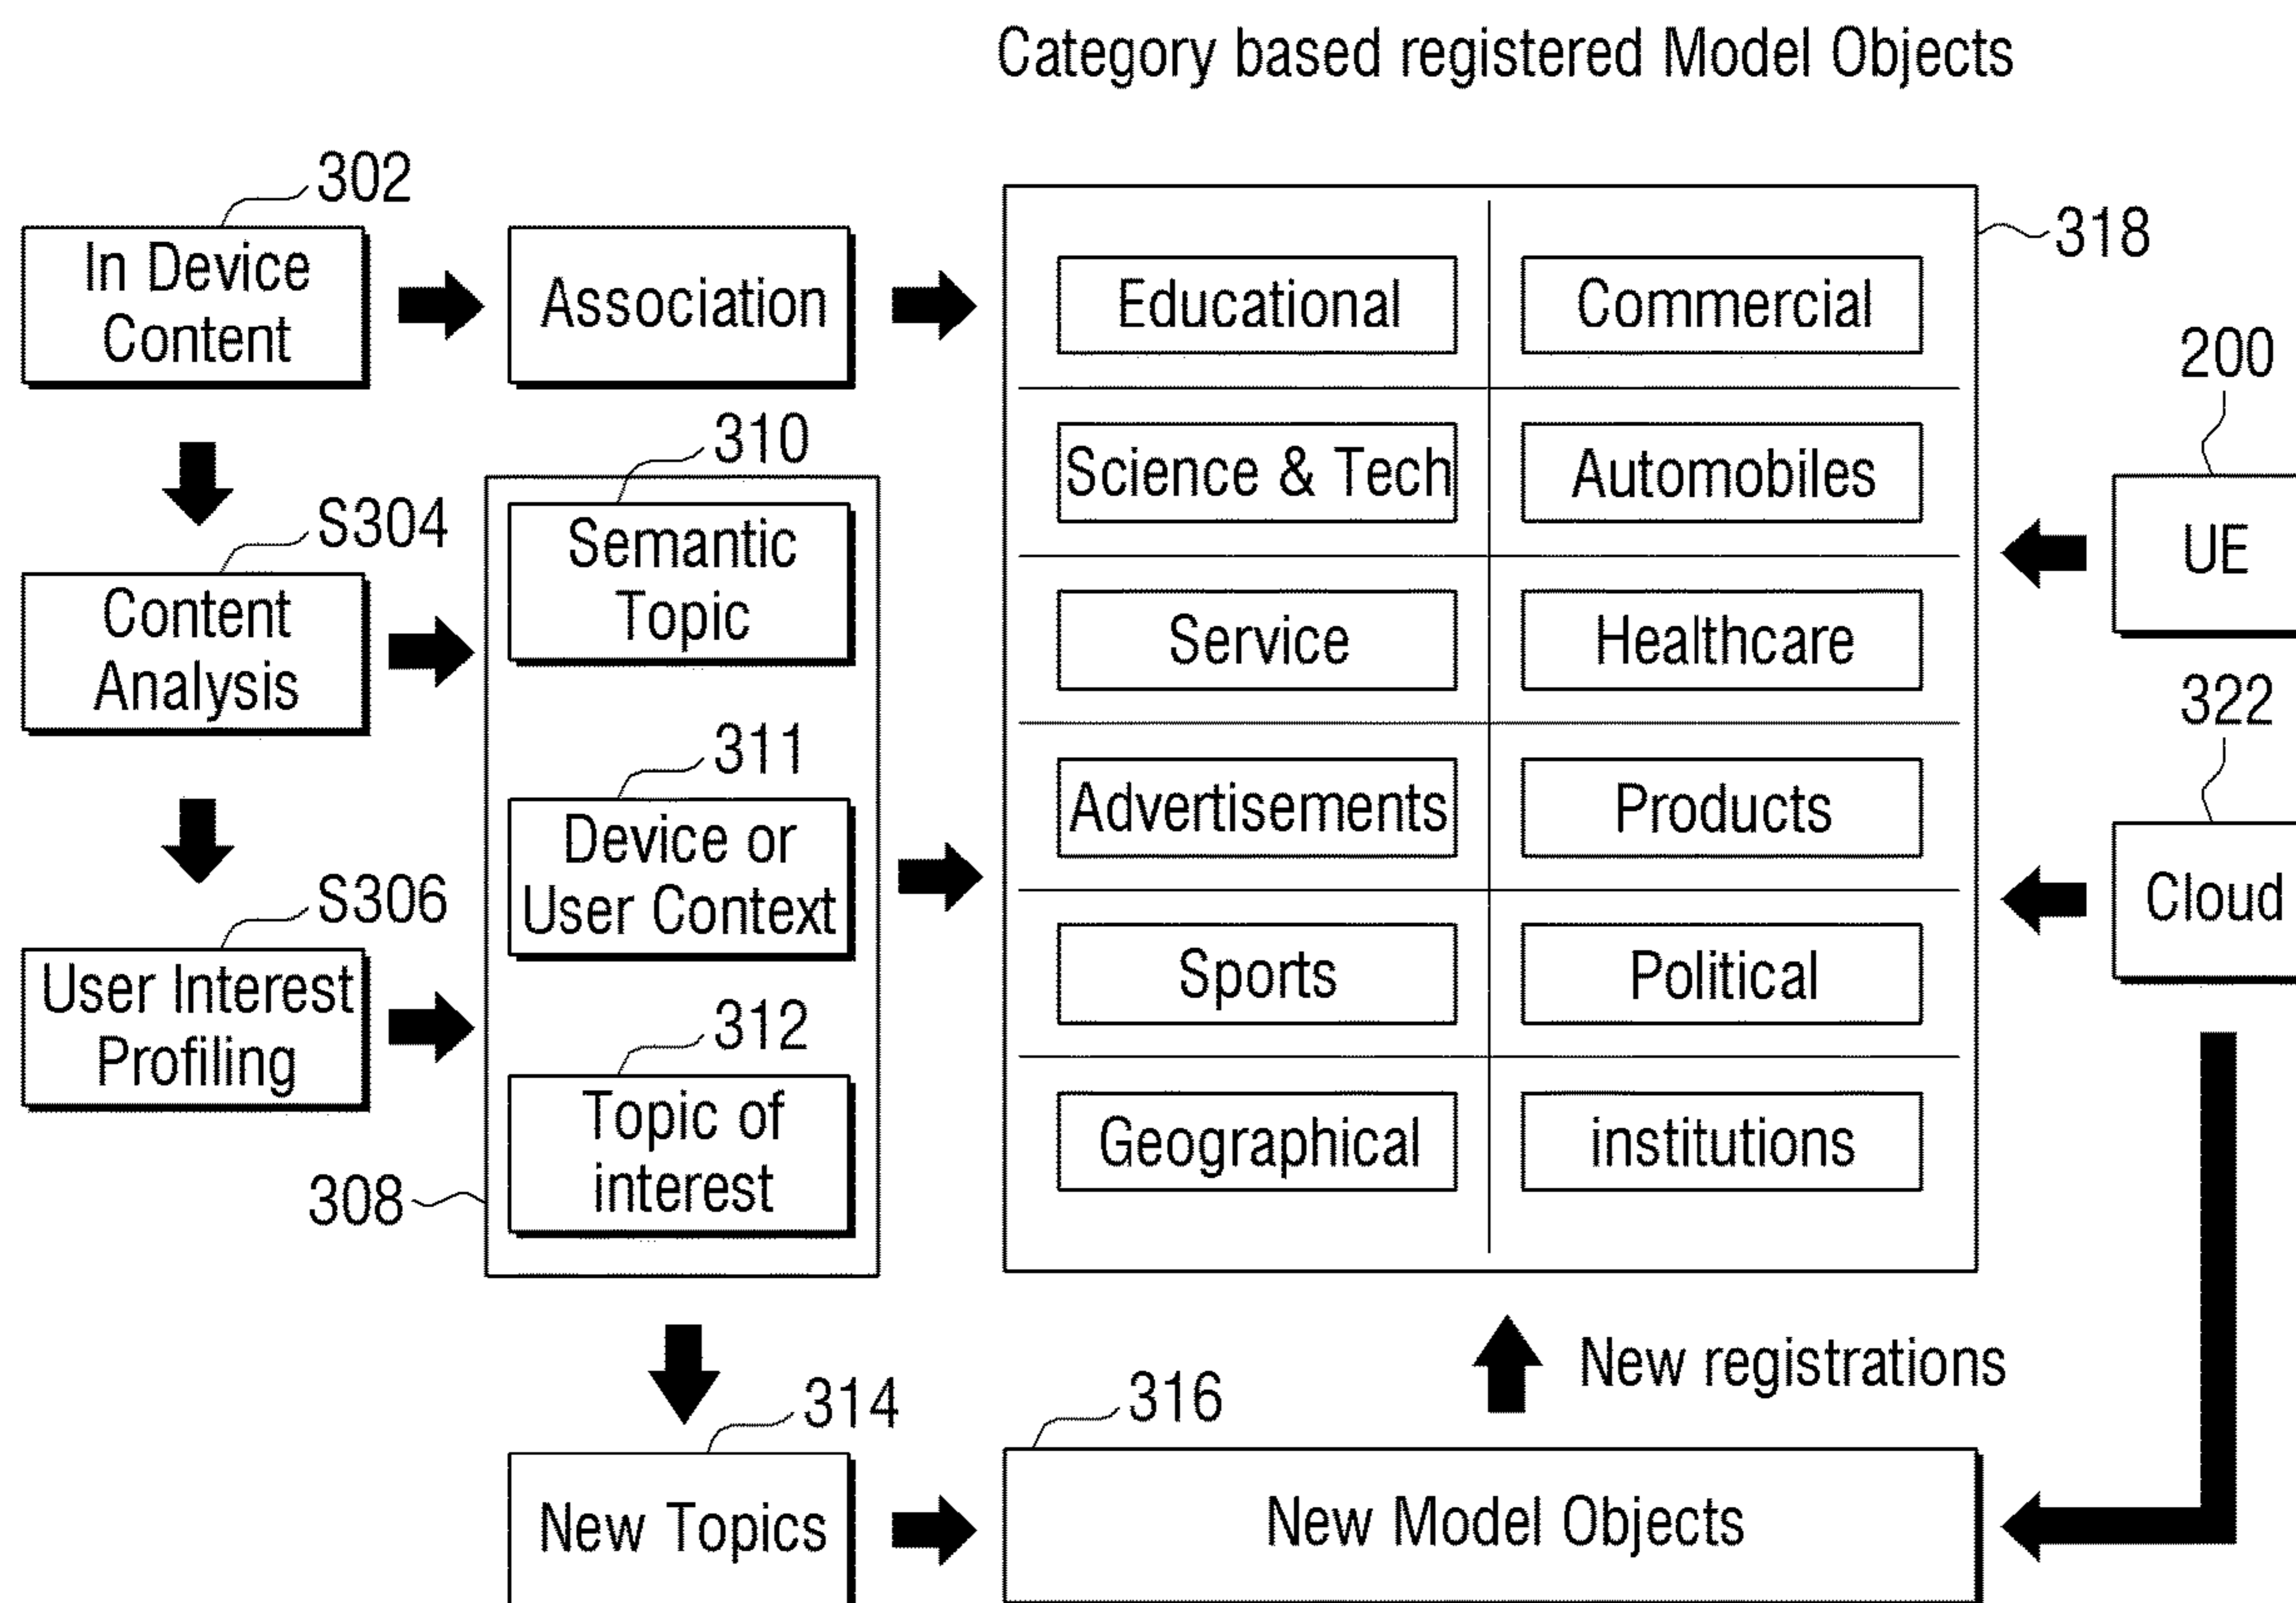 Category based registered Model Objects
302
In Device
Content
Association
318
Educational
Commercial
200
UE
310
Semantic
Topic
Science & Tech
Automobiles
S304
Content
Analysis
Service
Healthcare
322
Cloud
311
Device or
User Context
Advertisements
Products
S306
User Interest
Profiling
Sports
Political
312
Topic of
interest
308
Geographical
institutions
New registrations
314
New Topics
316
New Model Objects